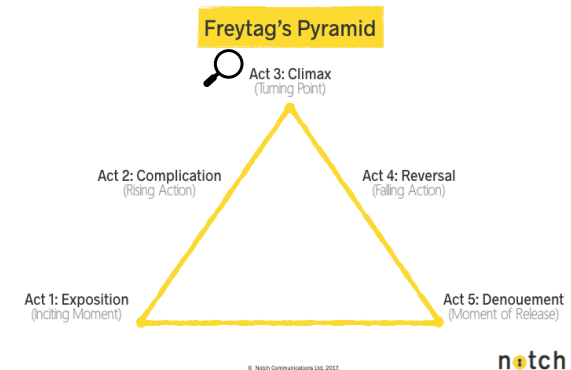 Freytag's Pyramid
Act 3: Climax
(Turning Point)
Act 2: Complication
(Rising Action)
Act 4: Reversal
(Falling Action)
Act 1: Exposition
(Inciting Moment)
Act 5: Denouement
(Moment of Release)
© Notch Communications Ltd. 2017.
notch